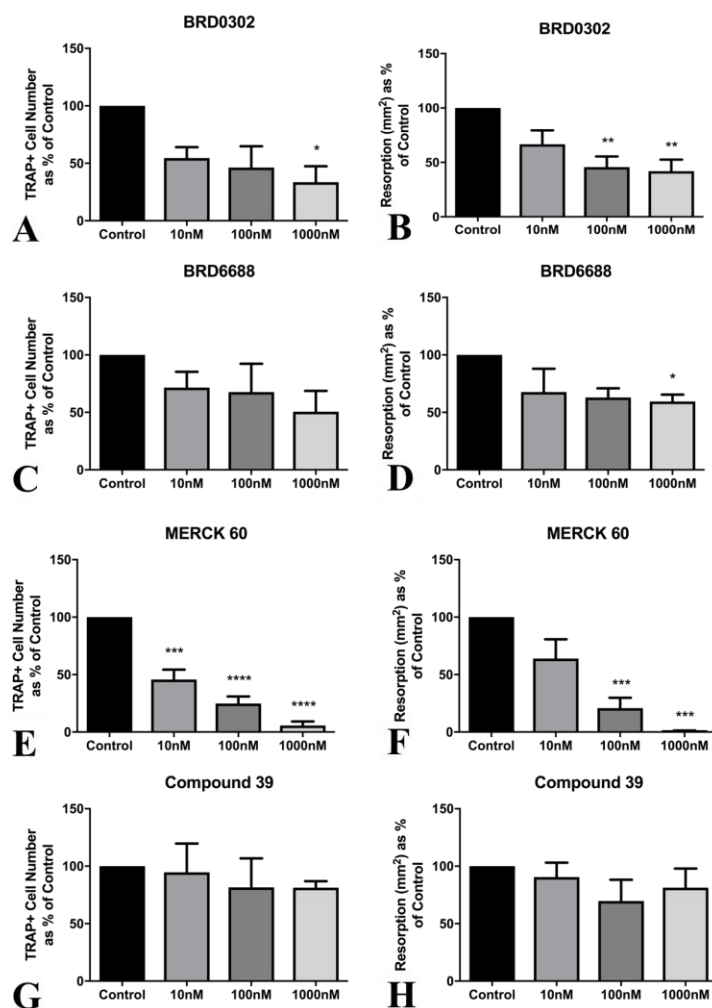 BRD0302
TRAP+ Cell Number
as % of Control
150
100
50
0
*
Control 10nM 100nM 1000nM
A
BRD0302
Resorption (mm²) as %
of Control
150
100
50
0
** **
Control 10nM 100nM 1000nM
B
BRD6688
TRAP+ Cell Number
as % of Control
150
100
50
0
Control 10nM 100nM 1000nM
C
BRD6688
Resorption (mm²) as %
of Control
150
100
50
0
*
Control 10nM 100nM 1000nM
D
MERCK 60
TRAP+ Cell Number
as % of Control
150
100
50
0
*** **** ****
Control 10nM 100nM 1000nM
E
MERCK 60
Resorption (mm²) as %
of Control
150
100
50
0
*** ***
Control 10nM 100nM 1000nM
F
Compound 39
TRAP+ Cell Number
as % of Control
150
100
50
0
Control 10nM 100nM 1000nM
G
Compound 39
Resorption (mm²) as %
of Control
150
100
50
0
Control 10nM 100nM 1000nM
H